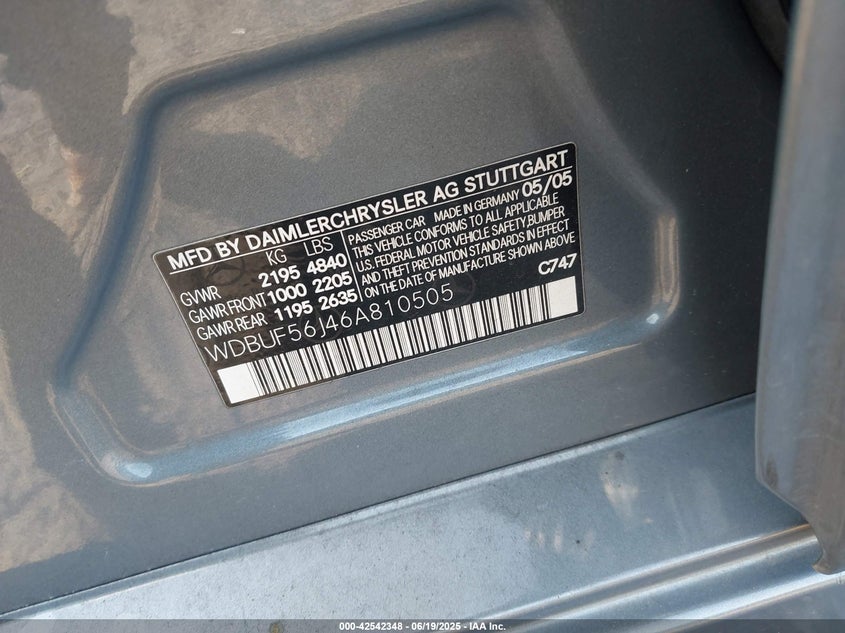 MFD BY DAIMLERCHRYSLER AG STUTTGART
KG LBS
GVWR 2195 4840
GAWR FRONT 1000 2205
GAWR REAR 1195 2635
PASSENGER CAR MADE IN GERMANY 05/05
THIS VEHICLE CONFORMS TO ALL APPLICABLE
U.S. FEDERAL MOTOR VEHICLE SAFETY, BUMPER
AND THEFT PREVENTION STANDARDS IN EFFECT
ON THE DATE OF MANUFACTURE SHOWN ABOVE
C747
WDBUF56J46A810505
000-42542348 - 06/19/2025 - IAA Inc.